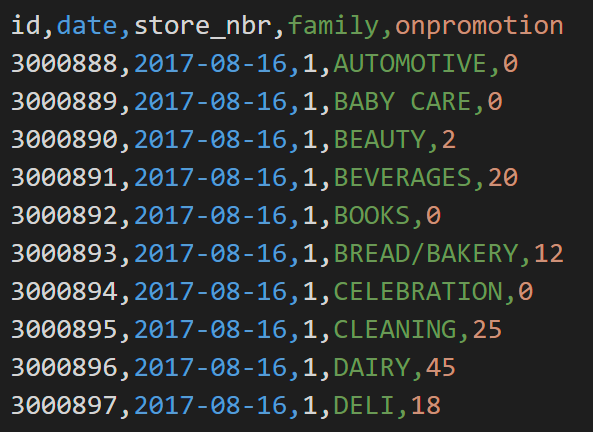 id,date,store_nbr,family,onpromotion
3000888,2017-08-16,1,AUTOMOTIVE,0
3000889,2017-08-16,1,BABY CARE,0
3000890,2017-08-16,1,BEAUTY,2
3000891,2017-08-16,1,BEVERAGES,20
3000892,2017-08-16,1,BOOKS,0
3000893,2017-08-16,1,BREAD/BAKERY,12
3000894,2017-08-16,1,CELEBRATION,0
3000895,2017-08-16,1,CLEANING,25
3000896,2017-08-16,1,DAIRY,45
3000897,2017-08-16,1,DELI,18